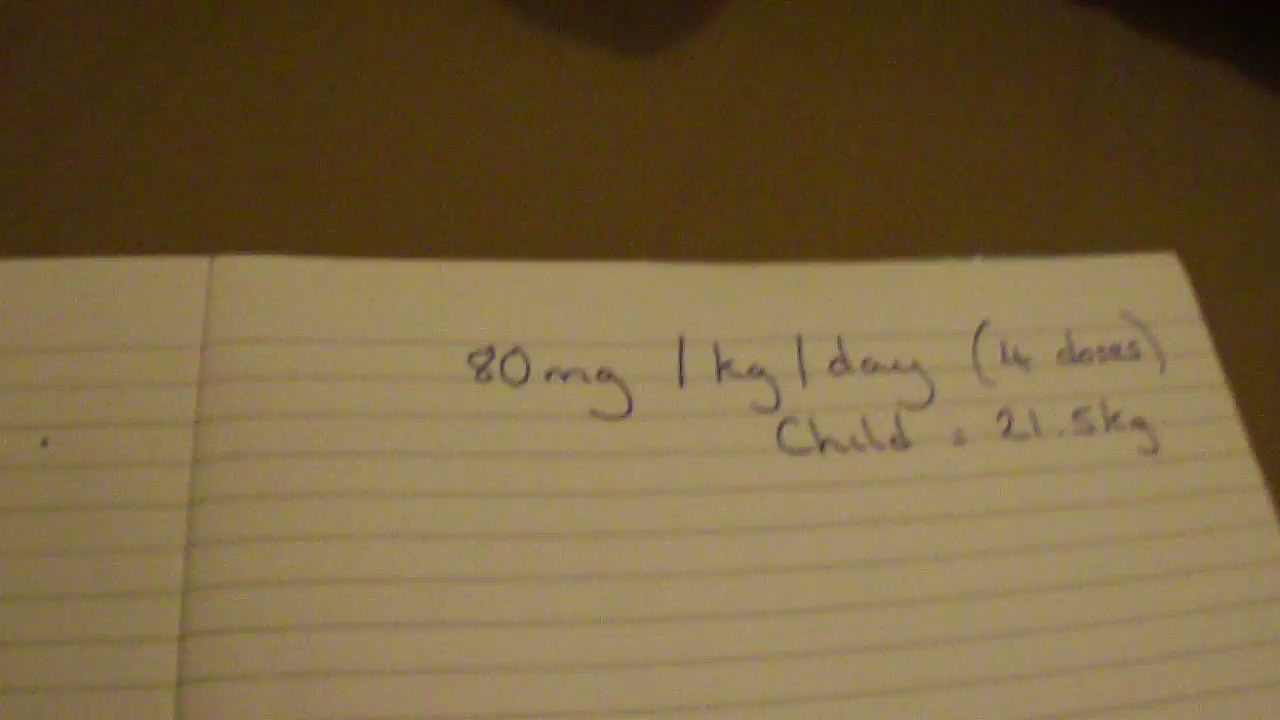 80mg / kg / day (4 doses)
Child = 21.5kg